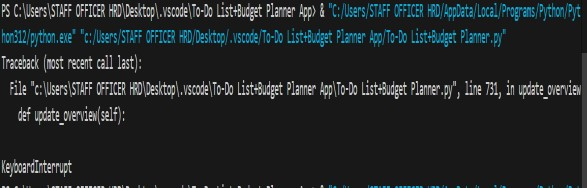 PS C:\Users\STAFF OFFICER HRD\Desktop\.vscode\To-Do List+Budget Planner App> & "C:/Users/STAFF OFFICER HRD/AppData/Local/Programs/Python/Pyt
hon312/python.exe" "c:/Users/STAFF OFFICER HRD/Desktop/.vscode/To-Do List+Budget Planner App/To-Do List+Budget Planner.py"
Traceback (most recent call last):
File "c:\Users\STAFF OFFICER HRD\Desktop\.vscode\To-Do List+Budget Planner App\To-Do List+Budget Planner.py", line 731, in update_overview
def update_overview(self):
KeyboardInterrupt